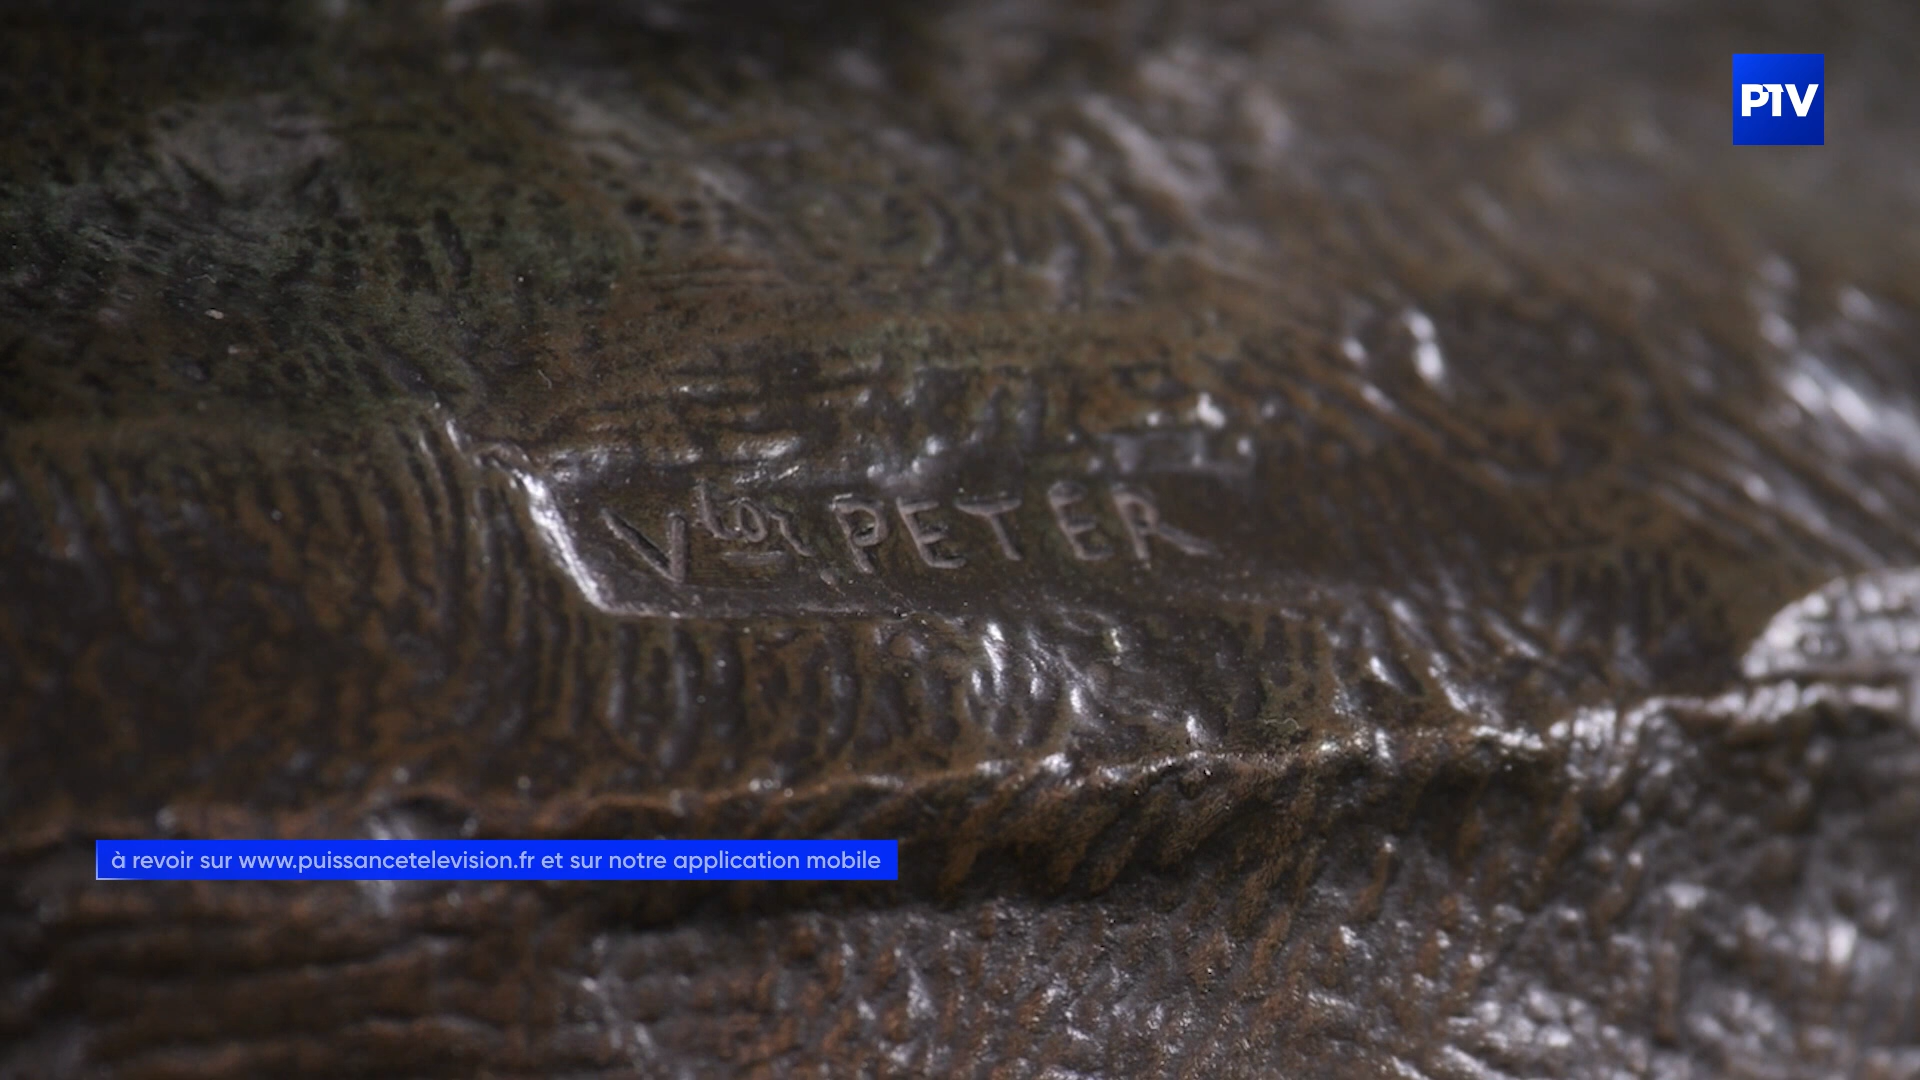 PTV
Vtor PETER
à revoir sur www.puissancetelevision.fr et sur notre application mobile